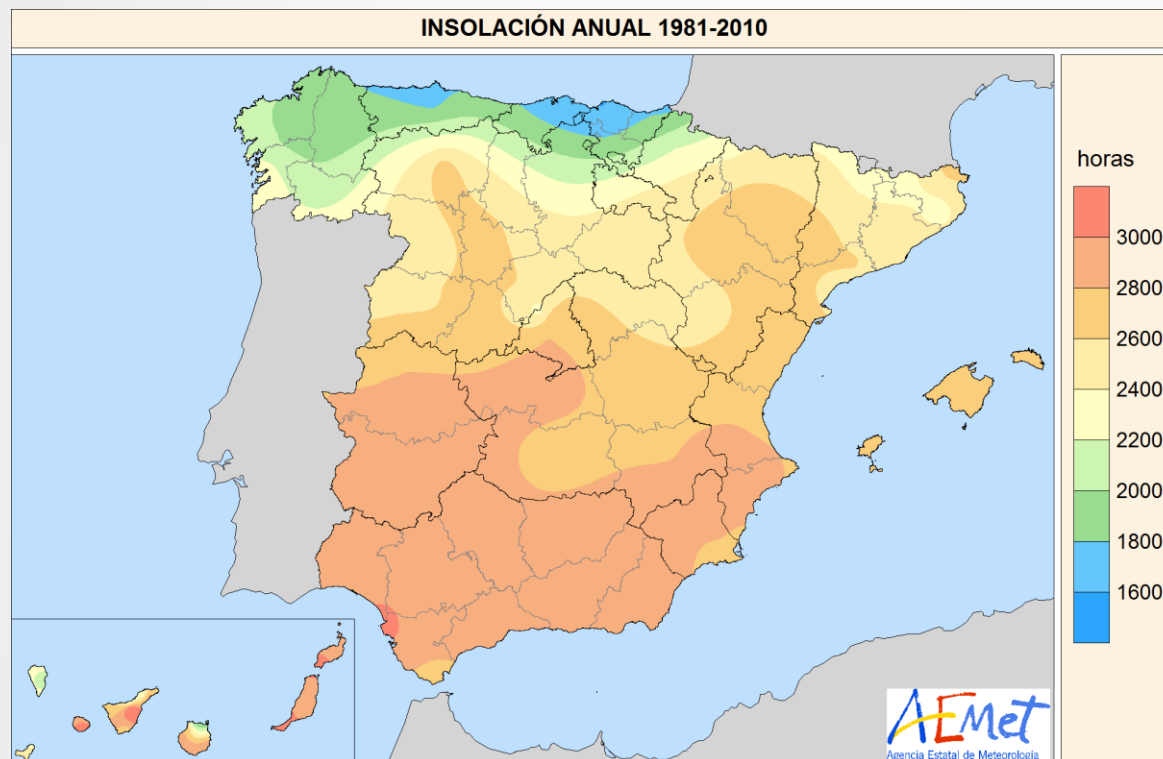 INSOLACIÓN ANUAL 1981-2010
horas
3000
2800
2600
2400
2200
2000
1800
1600
AEMet
Agencia Estatal de Meteorología